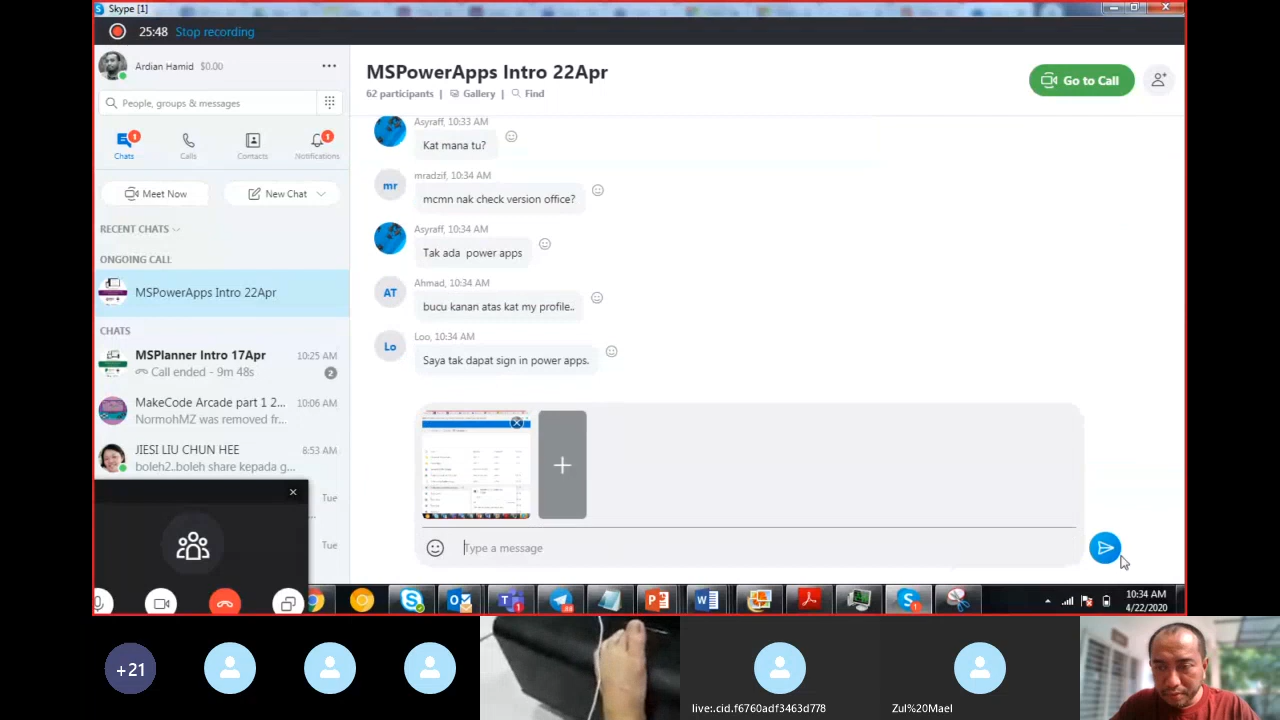 Skype [1]
25:48 Stop recording
Ardian Hamid $0.00
People, groups & messages
1
1
Chats
Calls
Contacts
Notifications
Meet Now
New Chat
RECENT CHATS
ONGOING CALL
MSPowerApps Intro 22Apr
CHATS
MSPlanner Intro 17Apr 10:25 AM
Call ended - 9m 48s 2
MakeCode Arcade part 1 2... 10:06 AM
NormohMZ was removed fr...
JIESI LIU CHUN HEE 8:53 AM
boleh2..boleh share kepada g...
Tue
Tue
MSPowerApps Intro 22Apr
62 participants | Gallery | Find
Go to Call
Asyraff, 10:33 AM
Kat mana tu?
mr
mradzif, 10:34 AM
mcmn nak check version office?
Asyraff, 10:34 AM
Tak ada power apps
AT
Ahmad, 10:34 AM
bucu kanan atas kat my profile..
Lo
Loo, 10:34 AM
Saya tak dapat sign in power apps.
Type a message
10:34 AM
4/22/2020
+21
live:.cid.f6760adf3463d778
Zul%20Mael